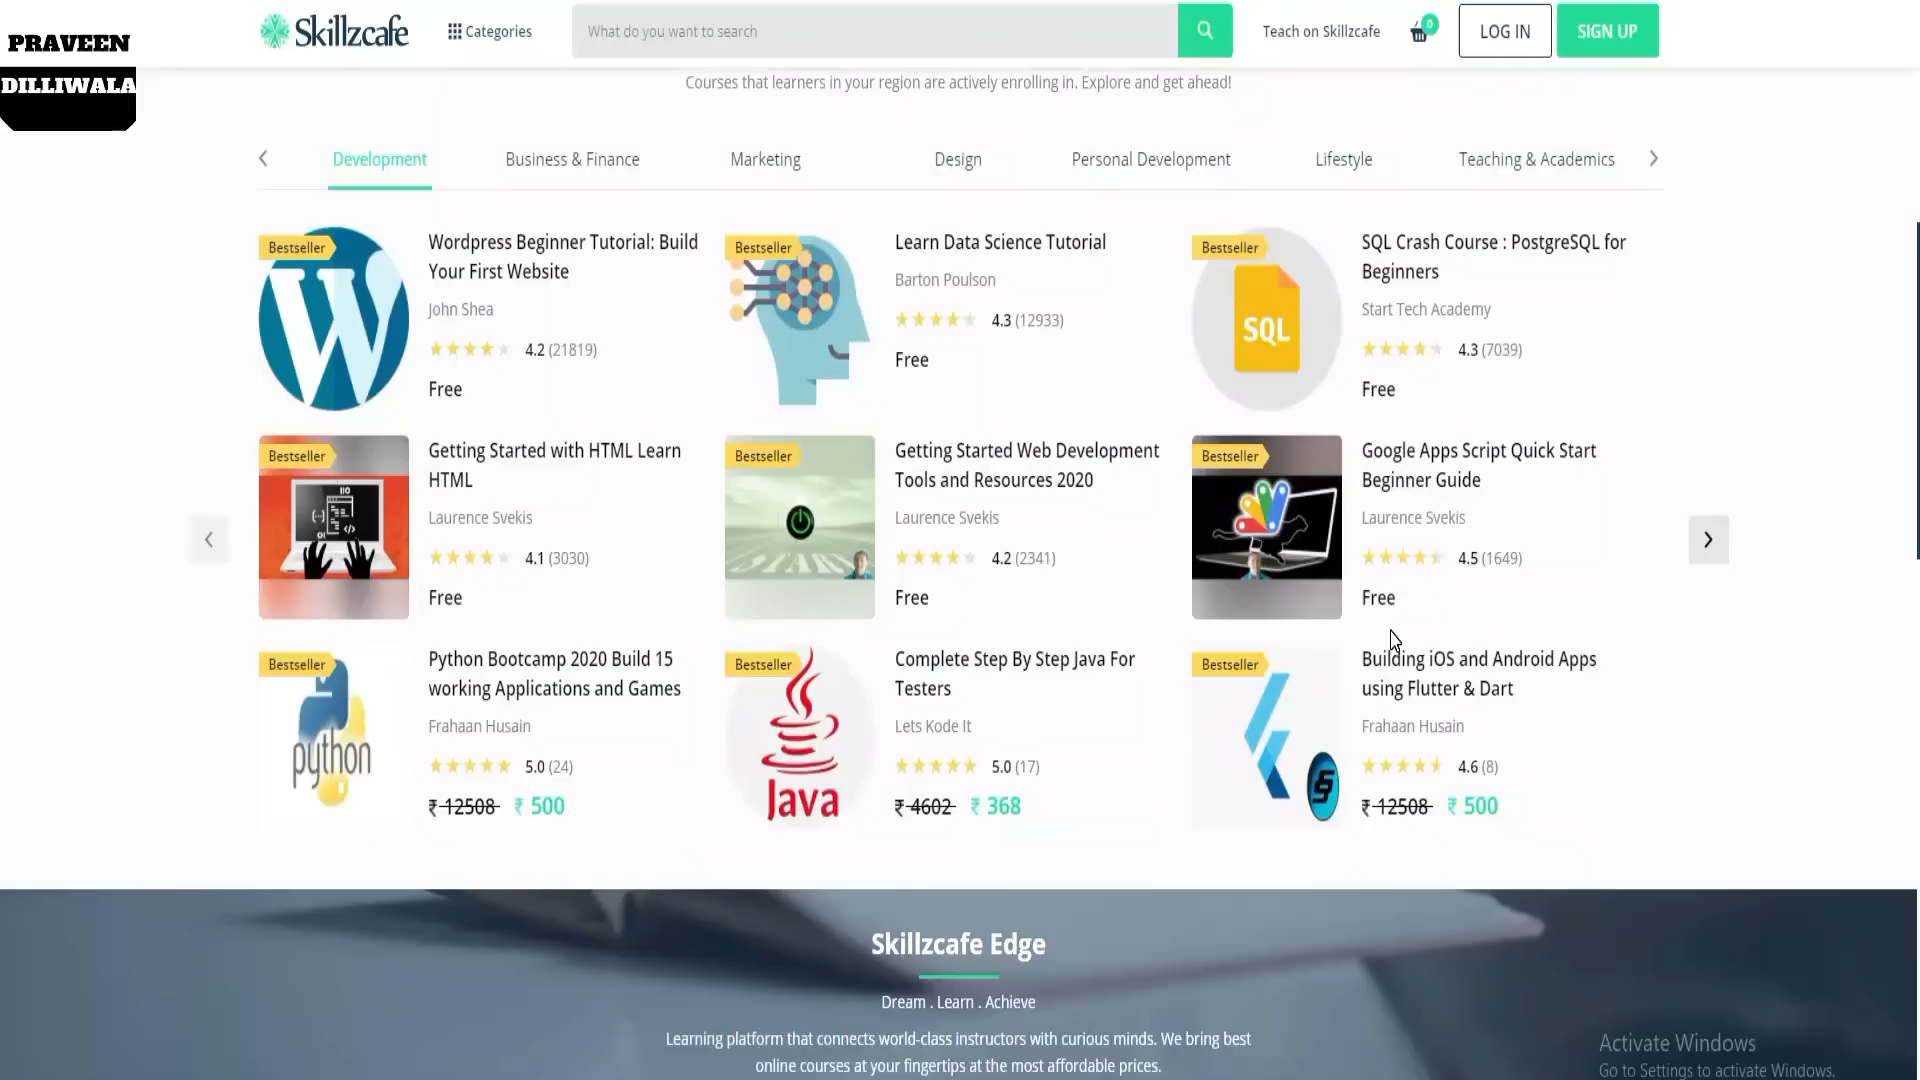 PRAVEEN
DILLIWALA
Skillzcafe
Categories
What do you want to search
Teach on Skillzcafe
0
LOG IN
SIGN UP
Courses that learners in your region are actively enrolling in. Explore and get ahead!
Development
Business & Finance
Marketing
Design
Personal Development
Lifestyle
Teaching & Academics
Bestseller
Wordpress Beginner Tutorial: Build
Your First Website
John Shea
4.2 (21819)
Free
Bestseller
Learn Data Science Tutorial
Barton Poulson
4.3 (12933)
Free
Bestseller
SQL
SQL Crash Course : PostgreSQL for
Beginners
Start Tech Academy
4.3 (7039)
Free
Bestseller
Getting Started with HTML Learn
HTML
Laurence Svekis
4.1 (3030)
Free
Bestseller
START
Getting Started Web Development
Tools and Resources 2020
Laurence Svekis
4.2 (2341)
Free
Bestseller
Google Apps Script Quick Start
Beginner Guide
Laurence Svekis
4.5 (1649)
Free
Bestseller
python
Python Bootcamp 2020 Build 15
working Applications and Games
Frahaan Husain
5.0 (24)
₹ 12508 ₹ 500
Bestseller
Java
Complete Step By Step Java For
Testers
Lets Kode It
5.0 (17)
₹ 4602 ₹ 368
Bestseller
Building iOS and Android Apps
using Flutter & Dart
Frahaan Husain
4.6 (8)
₹ 12508 ₹ 500
Skillzcafe Edge
Dream . Learn . Achieve
Learning platform that connects world-class instructors with curious minds. We bring best
online courses at your fingertips at the most affordable prices.
Activate Windows
Go to Settings to activate Windows.